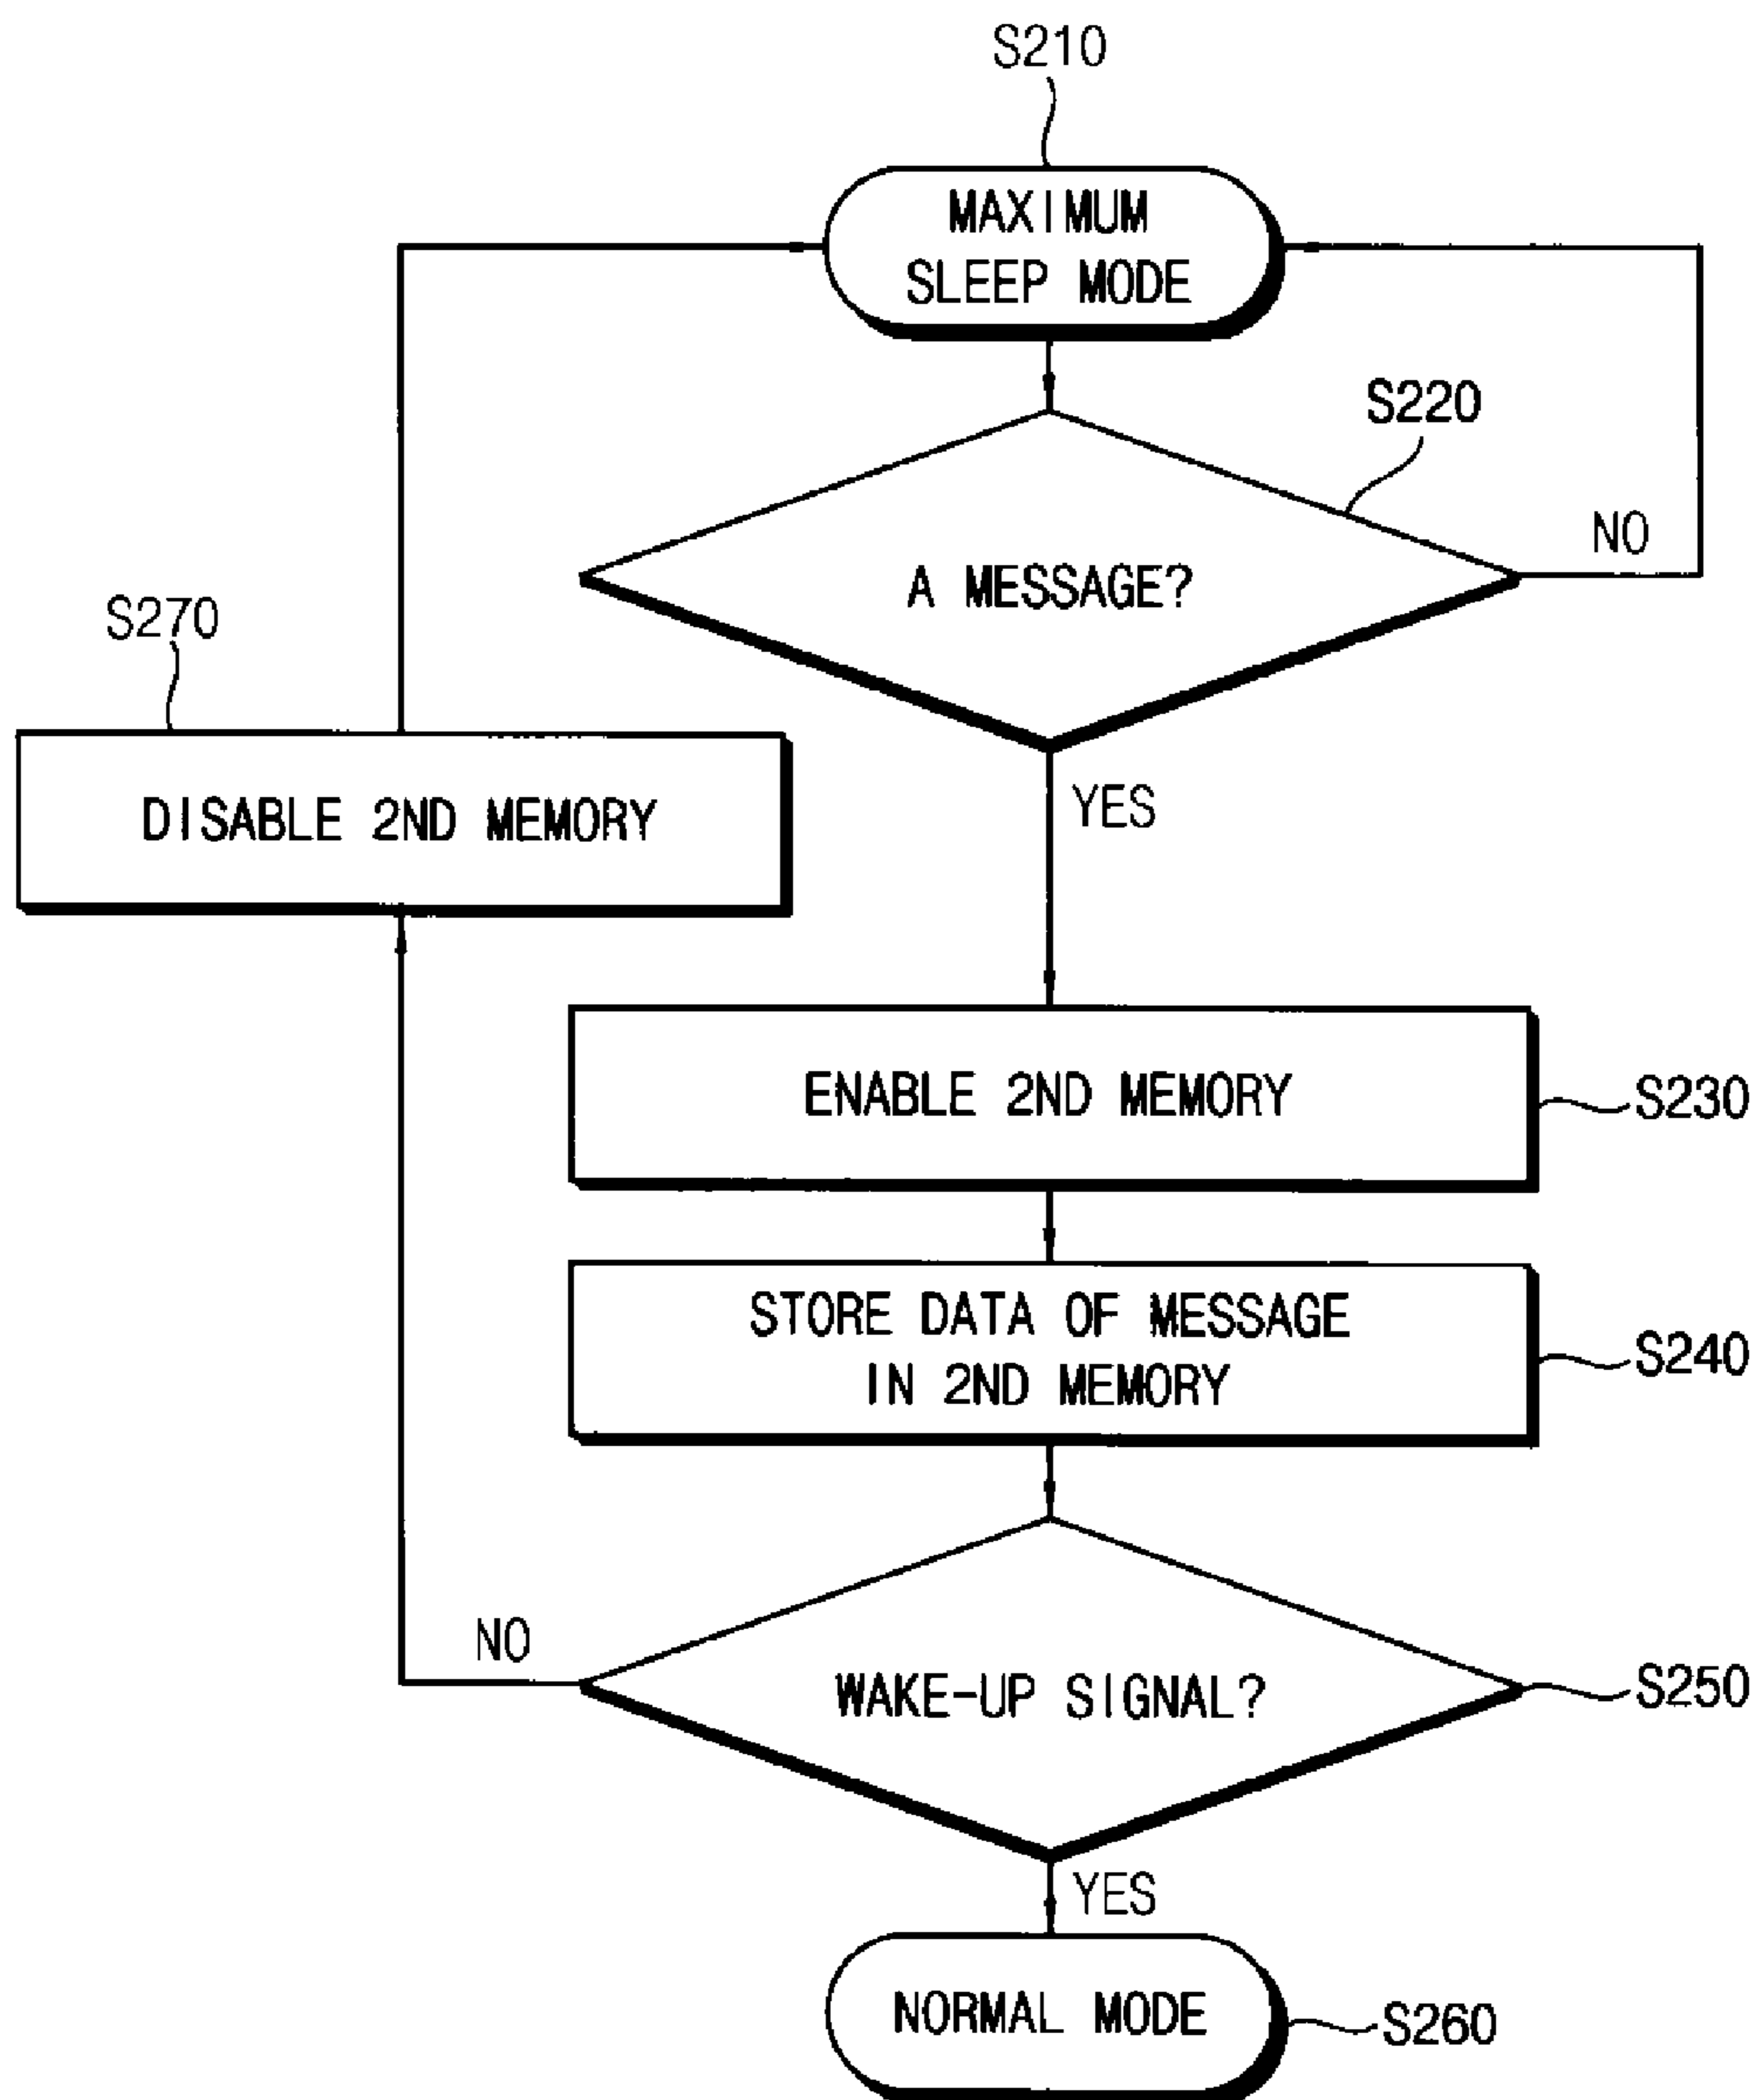 S210
MAXIMUM
SLEEP MODE
S220
A MESSAGE?
NO
S270
DISABLE 2ND MEMORY
YES
ENABLE 2ND MEMORY
S230
STORE DATA OF MESSAGE
IN 2ND MEMORY
S240
NO
WAKE-UP SIGNAL?
S250
YES
NORMAL MODE
S260